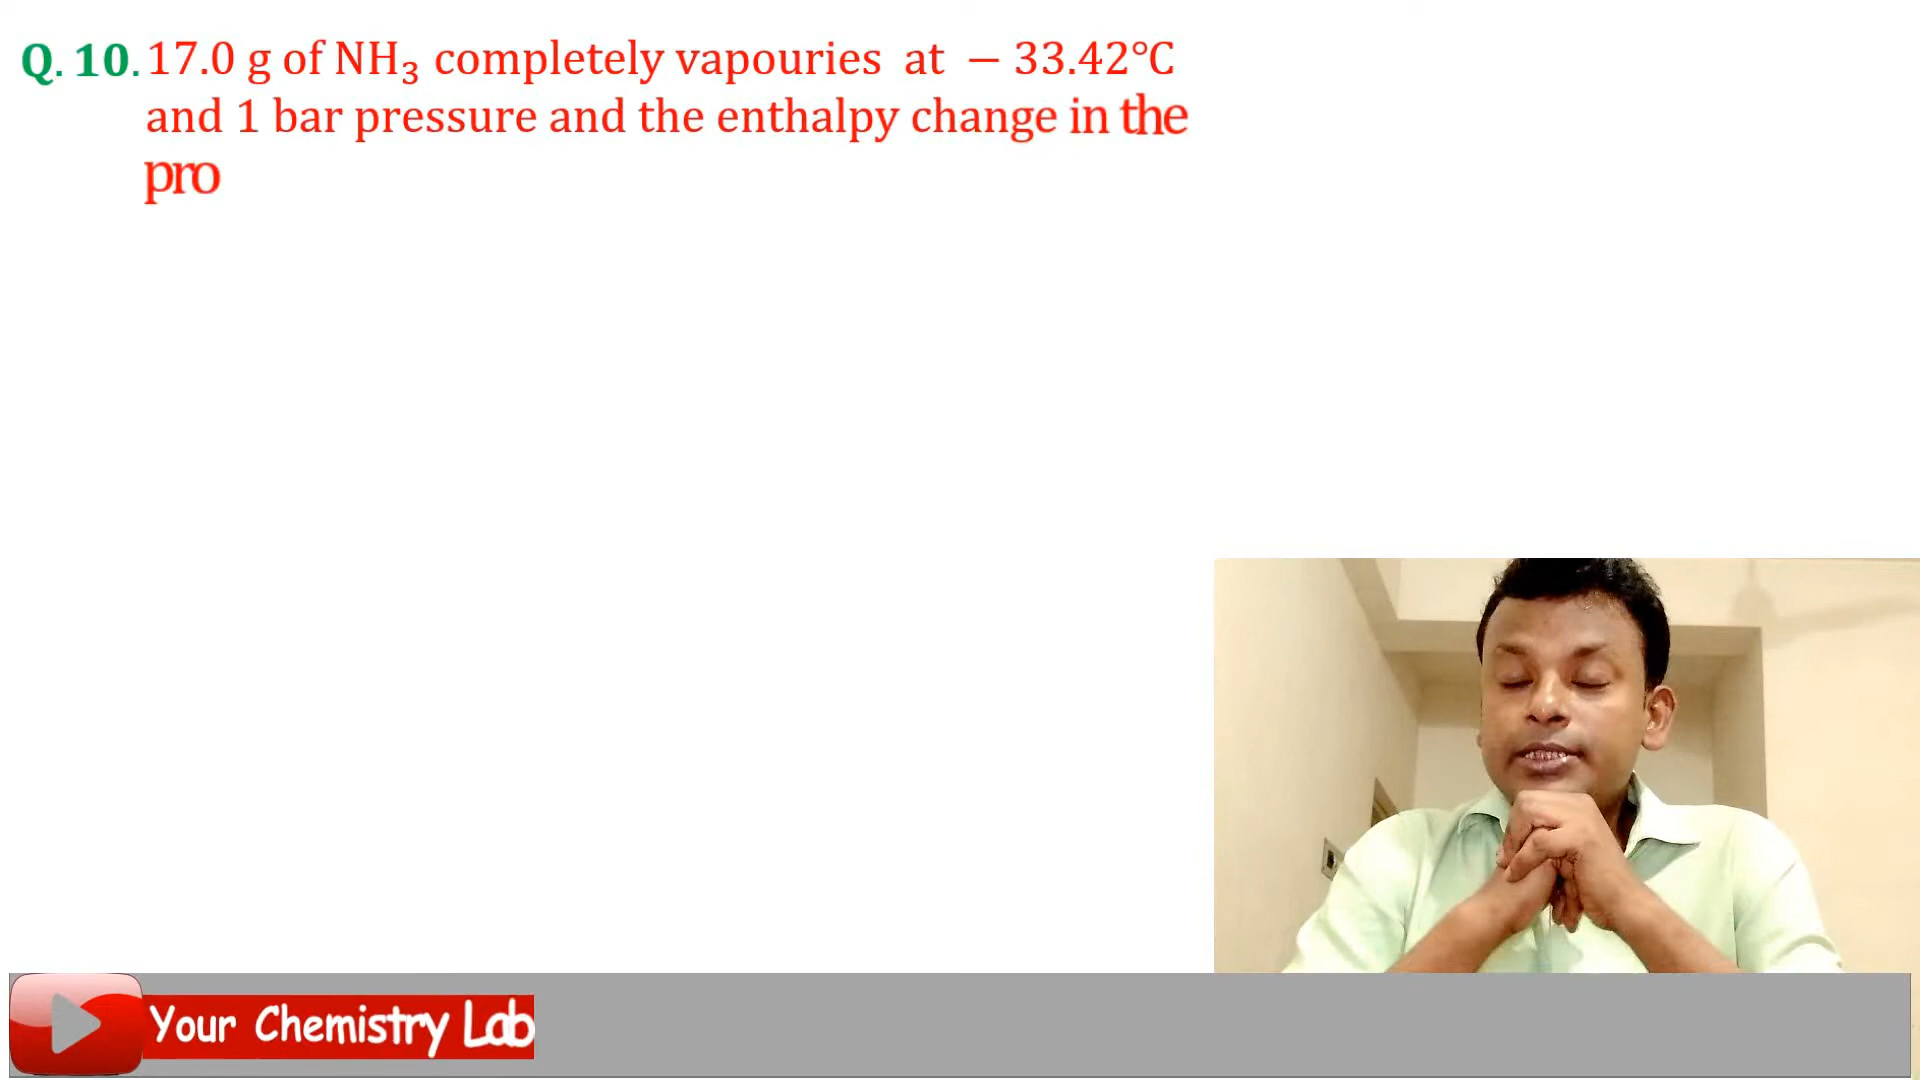 Q. 10. 17.0 g of NH₃ completely vapouries at − 33.42°C
and 1 bar pressure and the enthalpy change in the
pro
Your Chemistry Lab